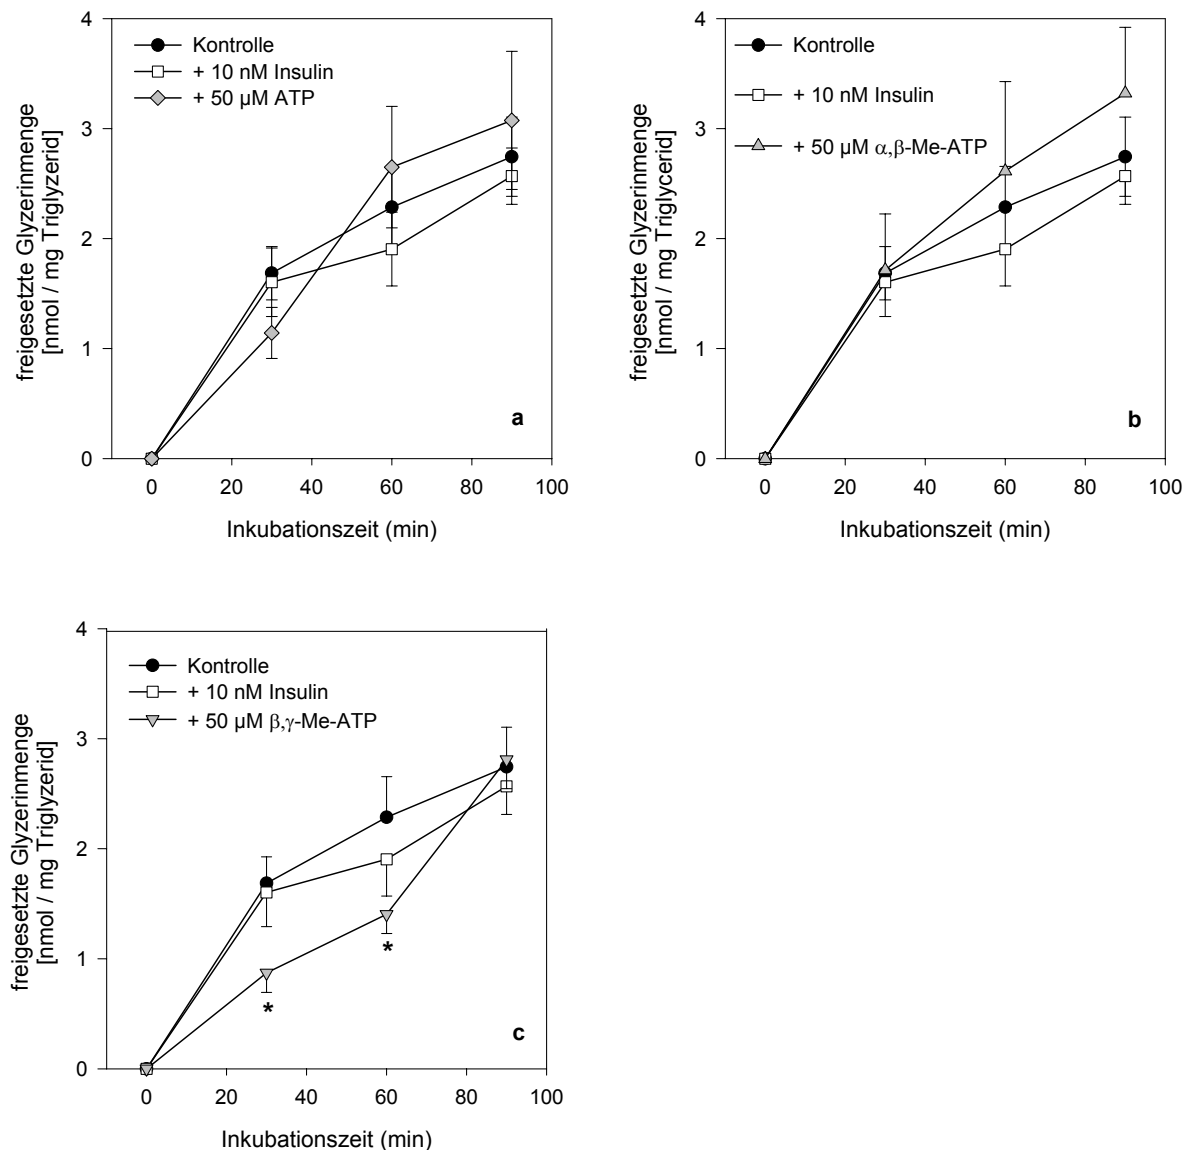 4
3
2
1
0
freigesetzte Glyzerinmenge
[nmol / mg Triglyzerid]
Kontrolle
+ 10 nM Insulin
+ 50 µM ATP
a
0 20 40 60 80 100
Inkubationszeit (min)
4
3
2
1
0
freigesetzte Glyzerinmenge
[nmol / mg Triglycerid]
Kontrolle
+ 10 nM Insulin
+ 50 µM α,β-Me-ATP
b
0 20 40 60 80 100
Inkubationszeit (min)
4
3
2
1
0
freigesetzte Glyzerinmenge
[nmol / mg Triglyzerid]
Kontrolle
+ 10 nM Insulin
+ 50 µM β,γ-Me-ATP
*
*
c
0 20 40 60 80 100
Inkubationszeit (min)